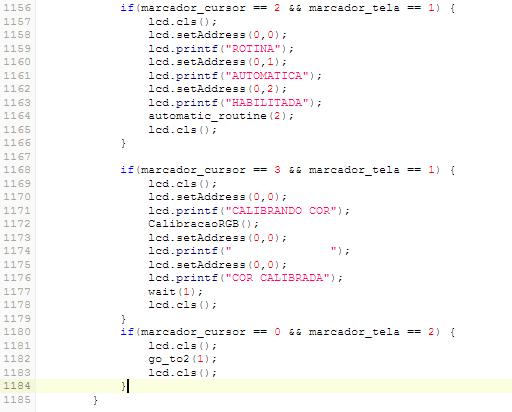 1156 if(marcador_cursor == 2 && marcador_tela == 1) {
1157 lcd.cls();
1158 lcd.setAddress(0,0);
1159 lcd.printf("ROTINA");
1160 lcd.setAddress(0,1);
1161 lcd.printf("AUTOMATICA");
1162 lcd.setAddress(0,2);
1163 lcd.printf("HABILITADA");
1164 automatic_routine(2);
1165 lcd.cls();
1166 }
1167
1168 if(marcador_cursor == 3 && marcador_tela == 1) {
1169 lcd.cls();
1170 lcd.setAddress(0,0);
1171 lcd.printf("CALIBRANDO COR");
1172 CalibracaoRGB();
1173 lcd.setAddress(0,0);
1174 lcd.printf("              ");
1175 lcd.setAddress(0,0);
1176 lcd.printf("COR CALIBRADA");
1177 wait(1);
1178 lcd.cls();
1179 }
1180 if(marcador_cursor == 0 && marcador_tela == 2) {
1181 lcd.cls();
1182 go_to2(1);
1183 lcd.cls();
1184 }
1185 }